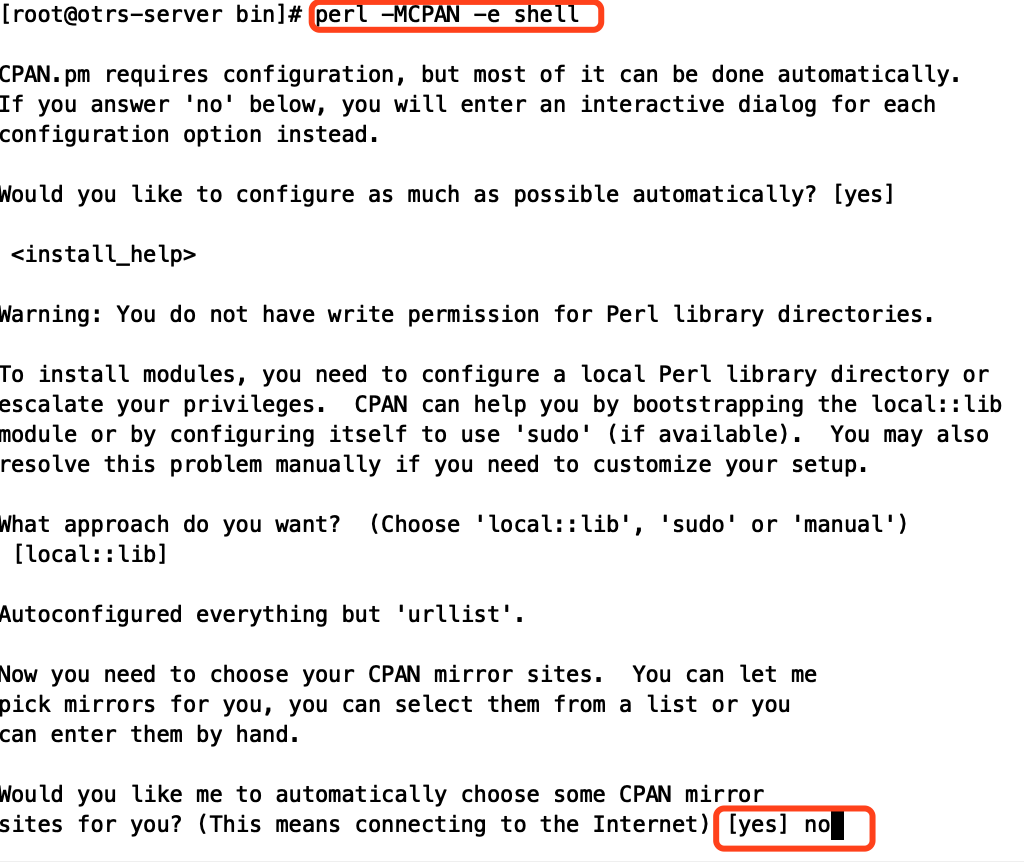 [root@otrs-server bin]# perl -MCPAN -e shell
CPAN.pm requires configuration, but most of it can be done automatically.
If you answer 'no' below, you will enter an interactive dialog for each
configuration option instead.
Would you like to configure as much as possible automatically? [yes]
<install_help>
Warning: You do not have write permission for Perl library directories.
To install modules, you need to configure a local Perl library directory or
escalate your privileges.  CPAN can help you by bootstrapping the local::lib
module or by configuring itself to use 'sudo' (if available).  You may also
resolve this problem manually if you need to customize your setup.
What approach do you want?  (Choose 'local::lib', 'sudo' or 'manual')
[local::lib]
Autoconfigured everything but 'urllist'.
Now you need to choose your CPAN mirror sites.  You can let me
pick mirrors for you, you can select them from a list or you
can enter them by hand.
Would you like me to automatically choose some CPAN mirror
sites for you? (This means connecting to the Internet) [yes] no